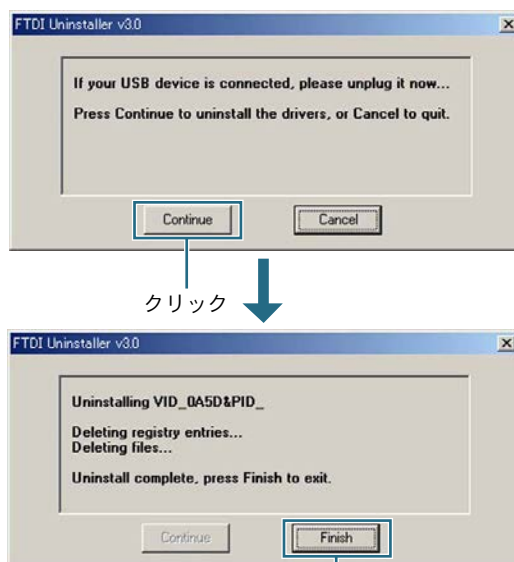 FTDI Uninstaller v3.0
If your USB device is connected, please unplug it now...
Press Continue to uninstall the drivers, or Cancel to quit.
Continue
Cancel
クリック
FTDI Uninstaller v3.0
Uninstalling VID_0A5D&PID_
Deleting registry entries...
Deleting files...
Uninstall complete, press Finish to exit.
Continue
Finish